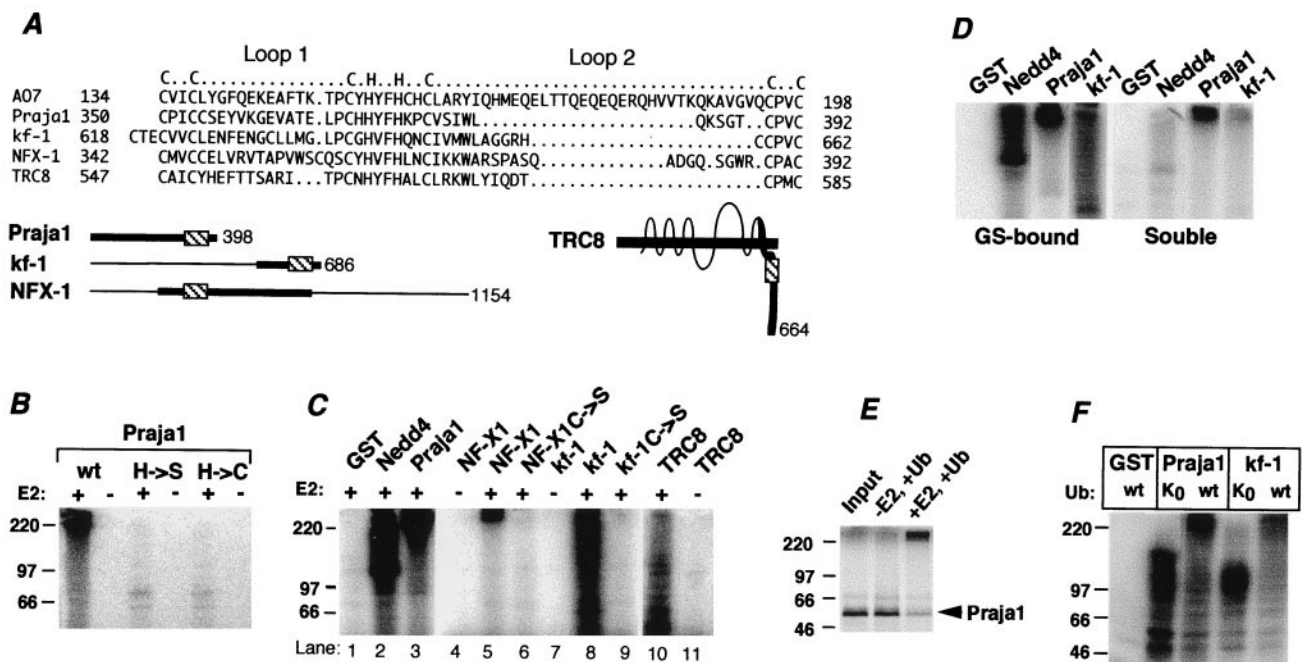 A
Loop 1 Loop 2
C..C...............C.H..H..C.......................................C..C
AO7 134 CVICLYGFQEKEAFTK.TPCYHYFHCHCLARYIQHMEQELTTQEQEQERQHVVTKQKAVGVQCPVC 198
Praja1 350 CPICCSEYVKGEVATE.LPCHHYFHKPCVSIWL......................QKSGT..CPVC 392
kf-1 618 CTECVVCLENFENGCLLMG.LPCGHVFHQNCIVMWLAGGRH.......................CCPVC 662
NFX-1 342 CMVCCELVRVTAPVWSCQSCYHVFHLNCIKKWARSPASQ.............ADGQ.SGWR.CPAC 392
TRC8 547 CAICYHEFTTSARI...TPCNHYFHALCLRKWLYIQDT........................CPMC 585
Praja1 398
kf-1 686
NFX-1 1154
TRC8
664
B
Praja1
wt H->S H->C
E2: + - + - + -
220
97
66
C
GST Nedd4 Praja1 NF-X1 NF-X1 NF-X1C->S kf-1 kf-1 kf-1C->S TRC8 TRC8
E2: + + + - + + - + + + -
220
97
66
Lane: 1 2 3 4 5 6 7 8 9 10 11
D
GST Nedd4 Praja1 kf-1 GST Nedd4 Praja1 kf-1
GS-bound Souble
E
Input -E2, +Ub +E2, +Ub
220
97
66
46
Praja1
F
GST Praja1 kf-1
Ub: wt K0 wt K0 wt
220
97
66
46